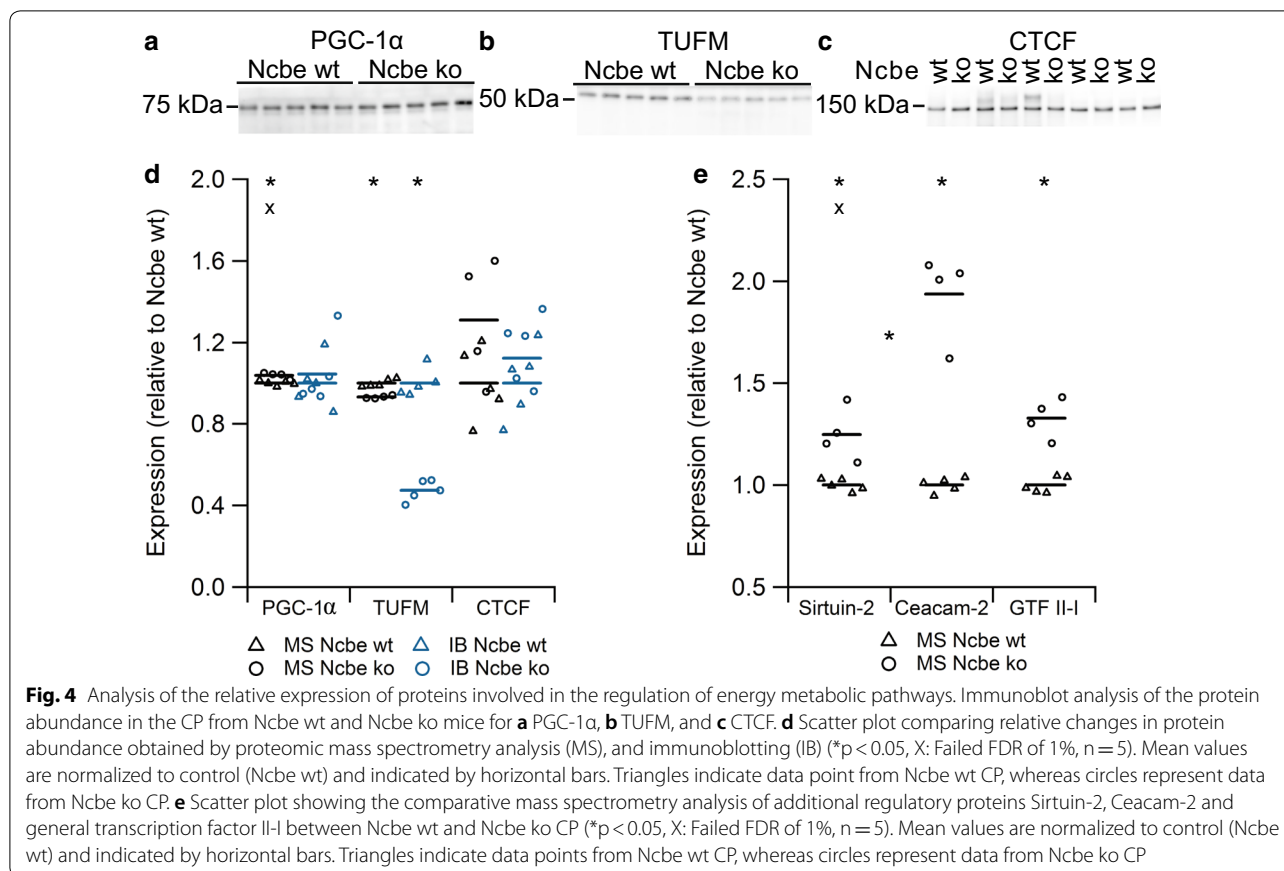 a PGC-1α b TUFM c CTCF
Ncbe wt Ncbe ko Ncbe wt Ncbe ko Ncbe wt ko wt ko wt ko wt ko wt ko
75 kDa 50 kDa 150 kDa
d
Expression (relative to Ncbe wt)
2.0
1.6
1.2
0.8
0.4
0.0
* * *
x
PGC-1α TUFM CTCF
△ MS Ncbe wt △ IB Ncbe wt
○ MS Ncbe ko ○ IB Ncbe ko
e
Expression (relative to Ncbe wt)
2.5
2.0
1.5
1.0
0.5
* * *
x
*
Sirtuin-2 Ceacam-2 GTF II-I
△ MS Ncbe wt
○ MS Ncbe ko
Fig. 4 Analysis of the relative expression of proteins involved in the regulation of energy metabolic pathways. Immunoblot analysis of the protein
abundance in the CP from Ncbe wt and Ncbe ko mice for a PGC-1α, b TUFM, and c CTCF. d Scatter plot comparing relative changes in protein
abundance obtained by proteomic mass spectrometry analysis (MS), and immunoblotting (IB) (*p < 0.05, X: Failed FDR of 1%, n = 5). Mean values
are normalized to control (Ncbe wt) and indicated by horizontal bars. Triangles indicate data point from Ncbe wt CP, whereas circles represent data
from Ncbe ko CP. e Scatter plot showing the comparative mass spectrometry analysis of additional regulatory proteins Sirtuin-2, Ceacam-2 and
general transcription factor II-I between Ncbe wt and Ncbe ko CP (*p < 0.05, X: Failed FDR of 1%, n = 5). Mean values are normalized to control (Ncbe
wt) and indicated by horizontal bars. Triangles indicate data points from Ncbe wt CP, whereas circles represent data from Ncbe ko CP